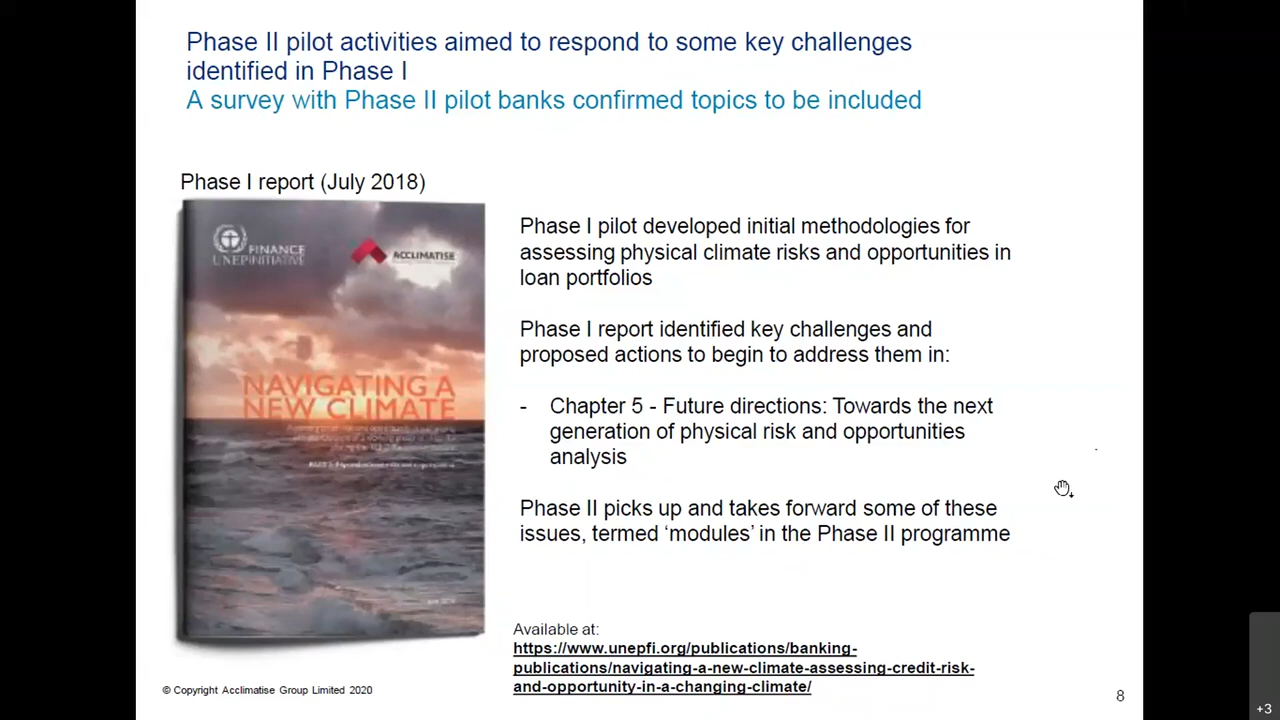 Phase II pilot activities aimed to respond to some key challenges
identified in Phase I
A survey with Phase II pilot banks confirmed topics to be included
Phase I report (July 2018)
FINANCE
UNEP INITIATIVE
ACCLIMATISE
NAVIGATING A
NEW CLIMATE
Phase I pilot developed initial methodologies for
assessing physical climate risks and opportunities in
loan portfolios
Phase I report identified key challenges and
proposed actions to begin to address them in:
- Chapter 5 - Future directions: Towards the next
generation of physical risk and opportunities
analysis
Phase II picks up and takes forward some of these
issues, termed ‘modules’ in the Phase II programme
Available at:
https://www.unepfi.org/publications/banking-
publications/navigating-a-new-climate-assessing-credit-risk-
and-opportunity-in-a-changing-climate/
© Copyright Acclimatise Group Limited 2020
8
+3